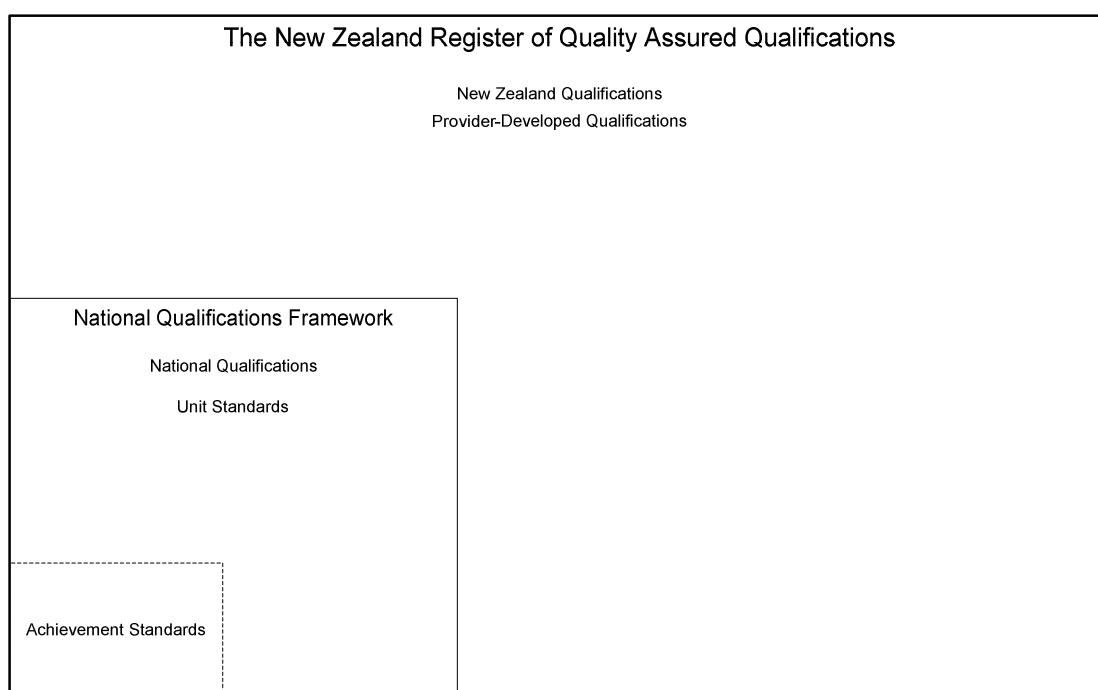 The New Zealand Register of Quality Assured Qualifications
New Zealand Qualifications
Provider-Developed Qualifications
National Qualifications Framework
National Qualifications
Unit Standards
Achievement Standards